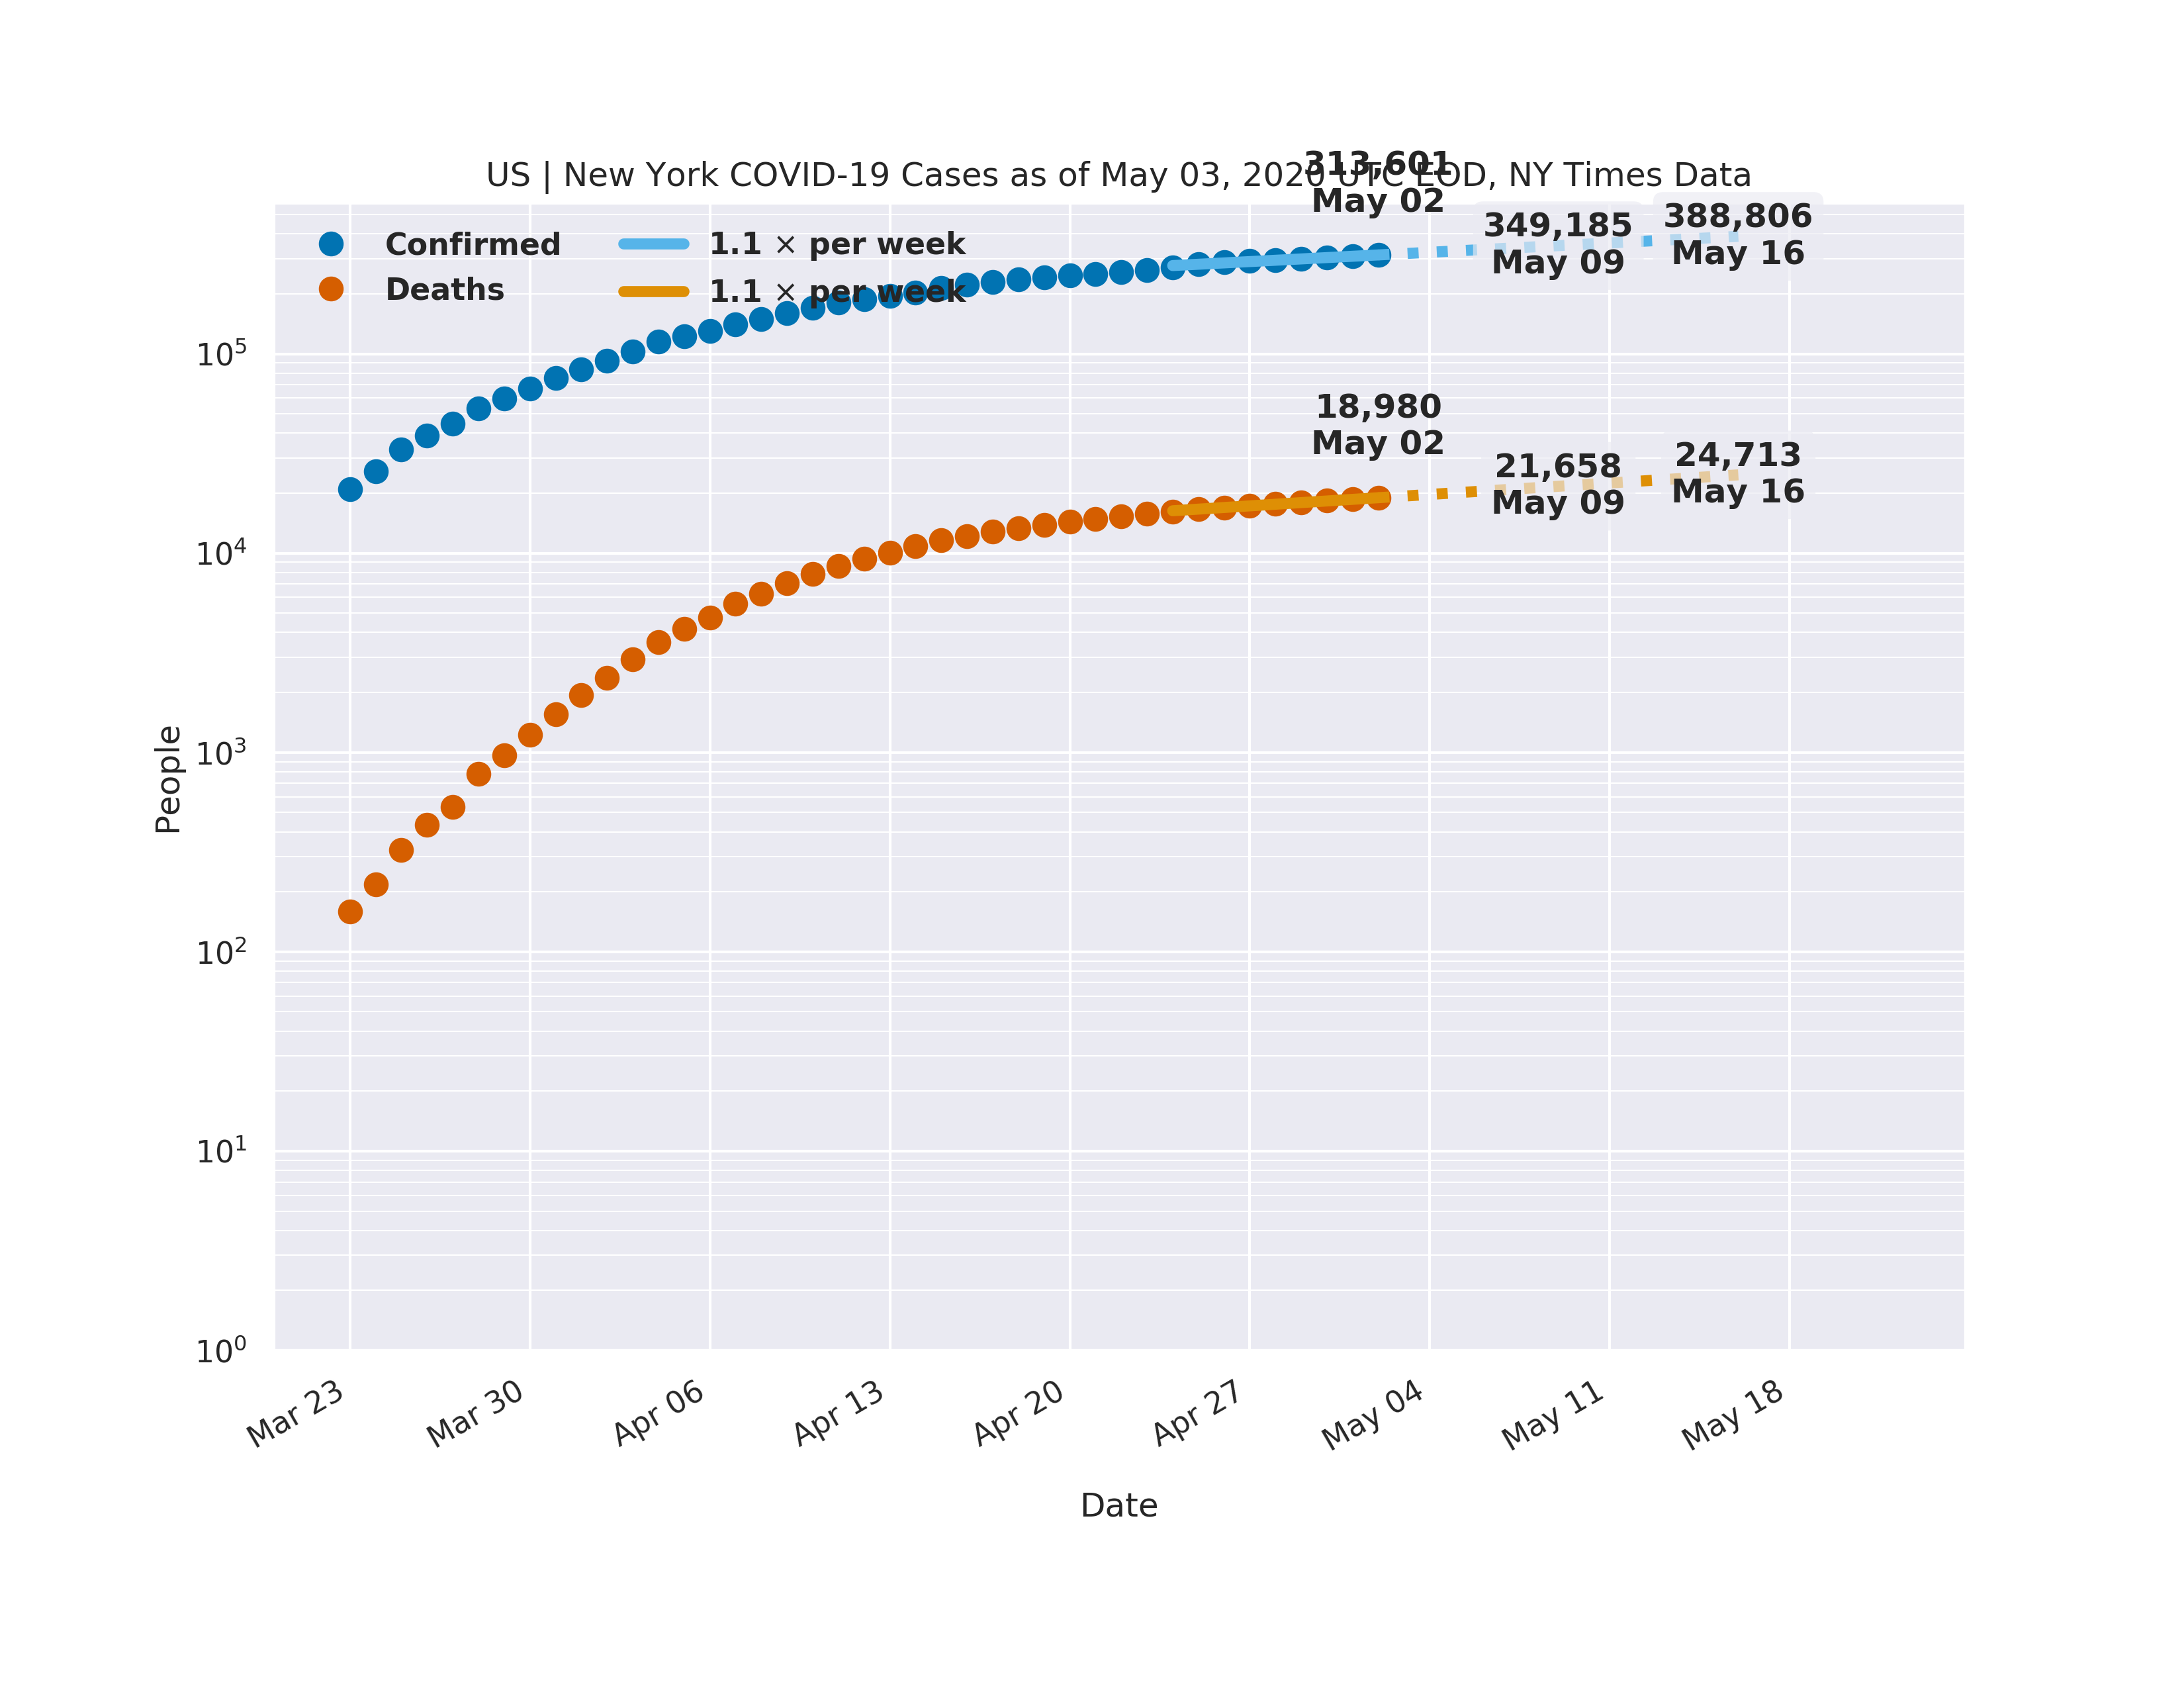 US | New York COVID-19 Cases as of May 03, 2020 UTC EOD, NY Times Data
313,601
May 02
349,185
May 09
388,806
May 16
Confirmed
Deaths
1.1 × per week
1.1 × per week
18,980
May 02
21,658
May 09
24,713
May 16
People
10⁵
10⁴
10³
10²
10¹
10⁰
Mar 23
Mar 30
Apr 06
Apr 13
Apr 20
Apr 27
May 04
May 11
May 18
Date